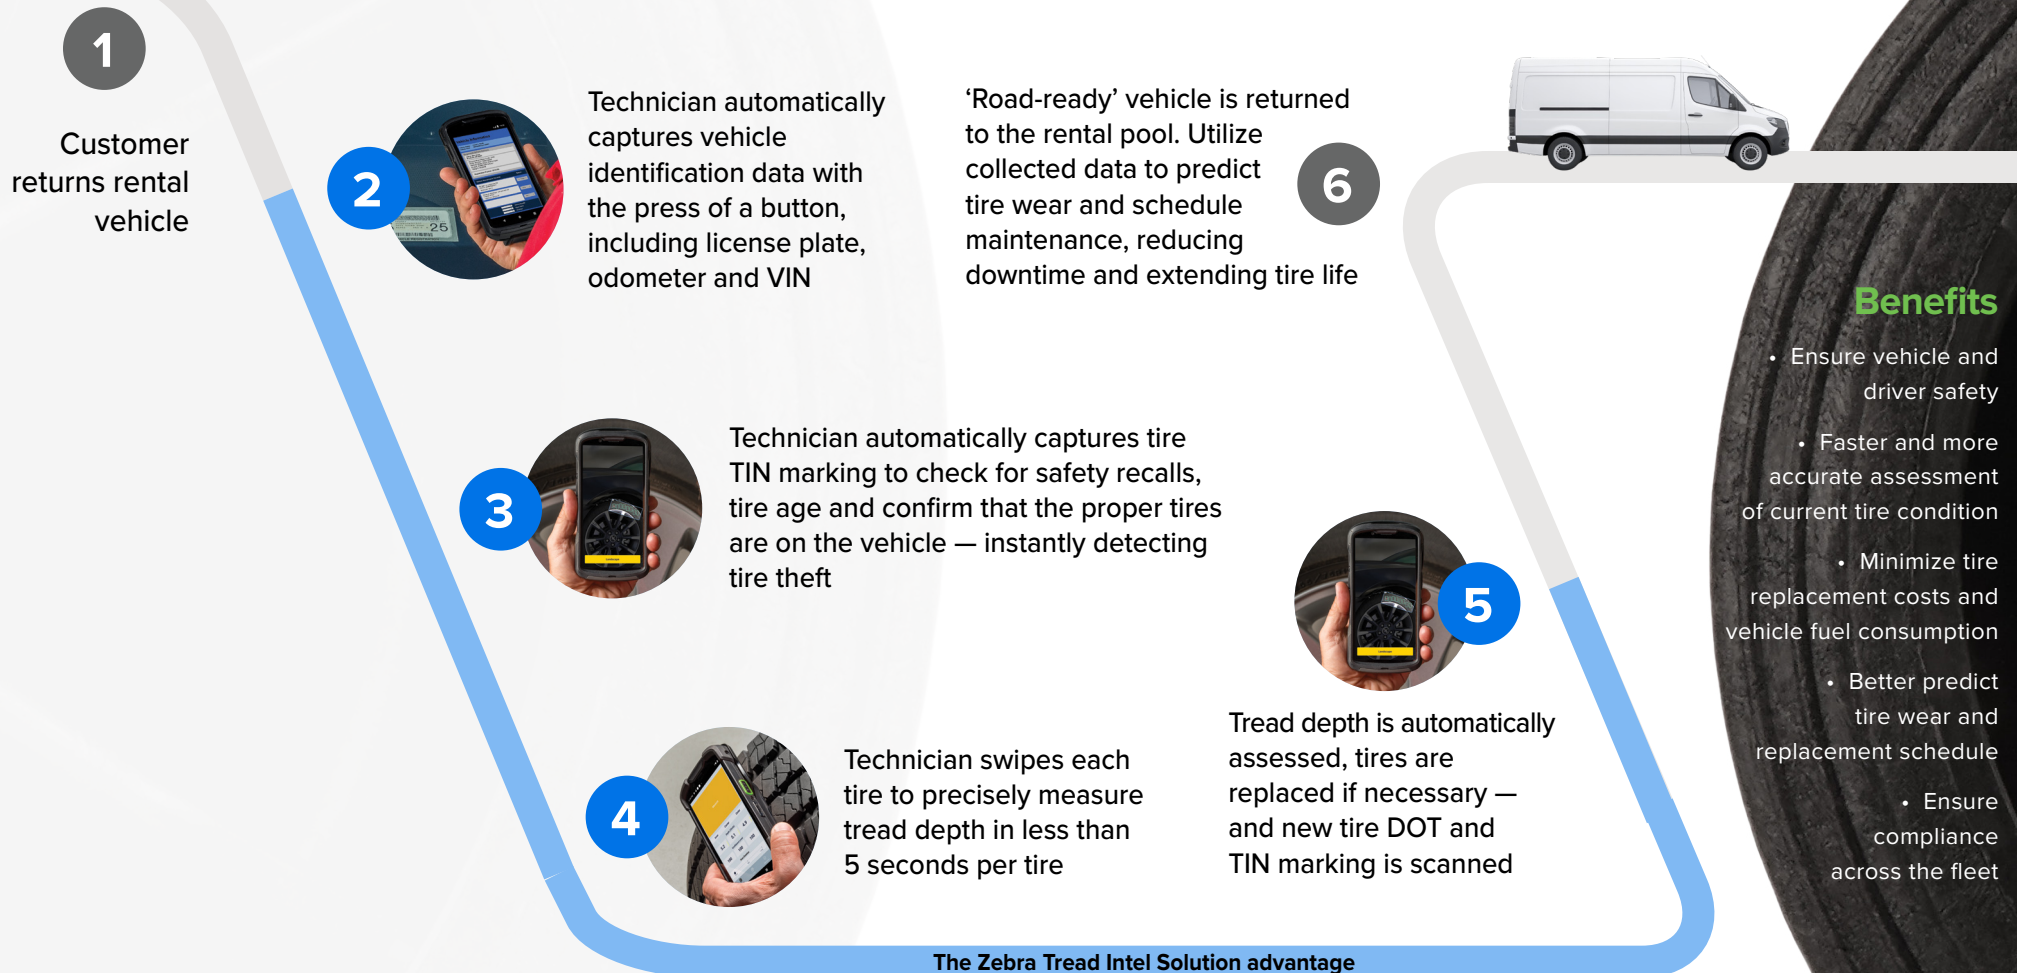 1
Customer
returns rental
vehicle
2
25
Technician automatically
captures vehicle
identification data with
the press of a button,
including license plate,
odometer and VIN
3
Technician automatically captures tire
TIN marking to check for safety recalls,
tire age and confirm that the proper tires
are on the vehicle — instantly detecting
tire theft
4
Technician swipes each
tire to precisely measure
tread depth in less than
5 seconds per tire
5
Tread depth is automatically
assessed, tires are
replaced if necessary —
and new tire DOT and
TIN marking is scanned
6
‘Road-ready’ vehicle is returned
to the rental pool. Utilize
collected data to predict
tire wear and schedule
maintenance, reducing
downtime and extending tire life
Benefits
• Ensure vehicle and
driver safety
• Faster and more
accurate assessment
of current tire condition
• Minimize tire
replacement costs and
vehicle fuel consumption
• Better predict
tire wear and
replacement schedule
• Ensure
compliance
across the fleet
The Zebra Tread Intel Solution advantage